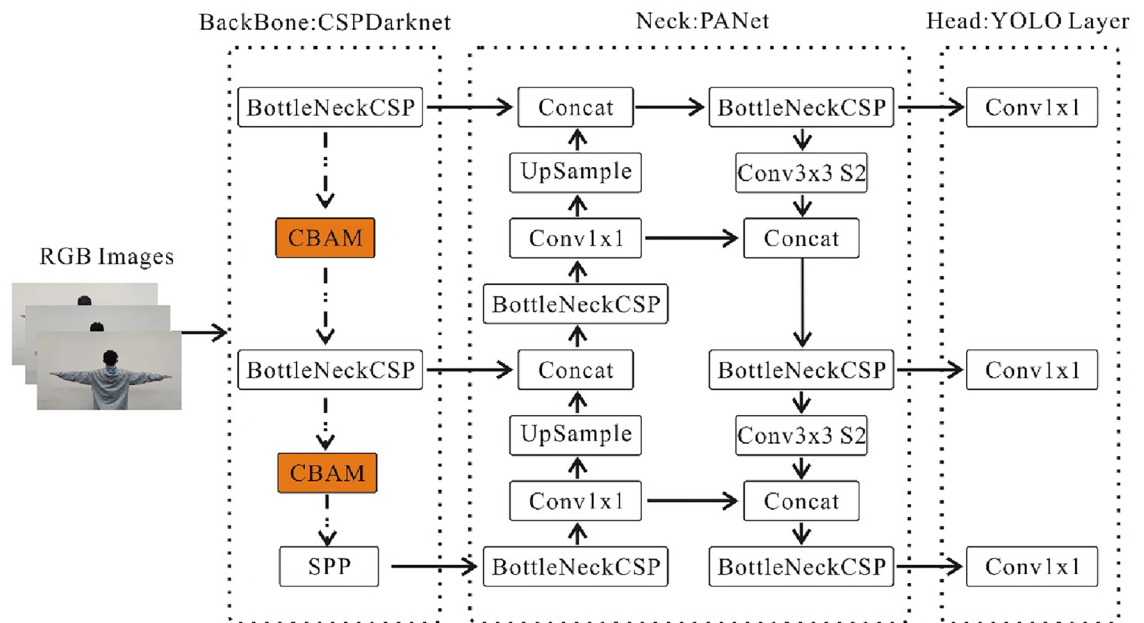 BackBone:CSPDarknet
Neck:PANet
Head:YOLO Layer
RGB Images
BottleNeckCSP
CBAM
BottleNeckCSP
CBAM
SPP
Concat
UpSample
Conv1x1
BottleNeckCSP
Concat
UpSample
Conv1x1
BottleNeckCSP
BottleNeckCSP
Conv3x3 S2
Concat
BottleNeckCSP
Conv3x3 S2
Concat
BottleNeckCSP
Conv1x1
Conv1x1
Conv1x1